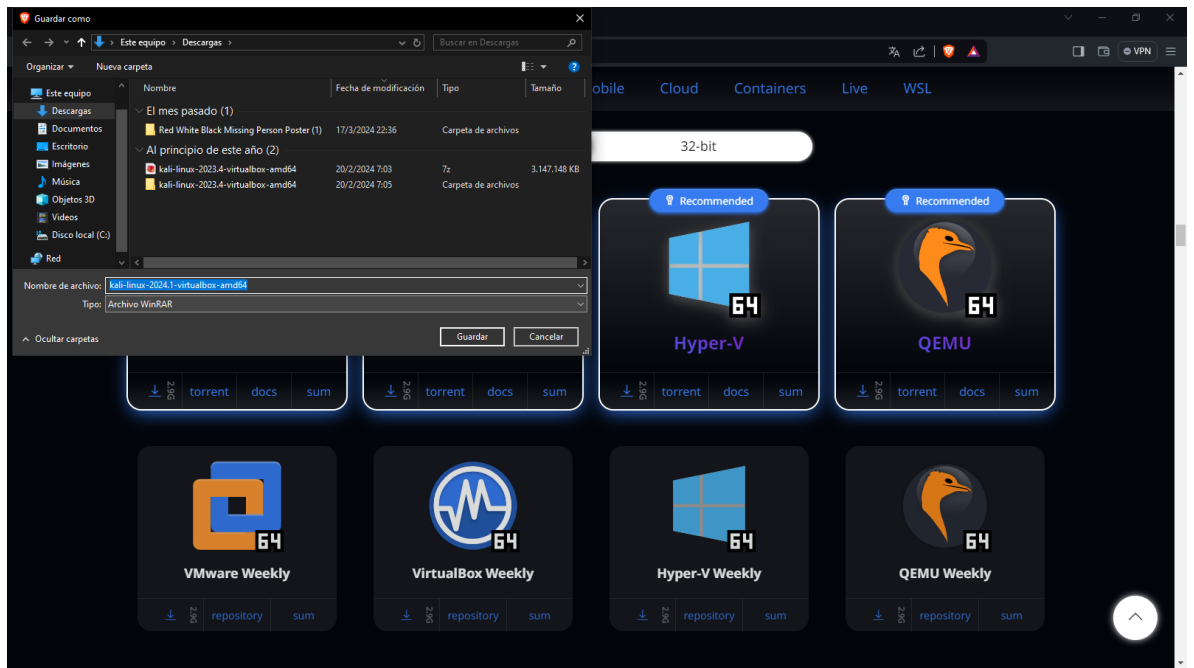 Guardar como
Este equipo > Descargas >
Buscar en Descargas
VPN
Organizar
Nueva carpeta
Este equipo
Descargas
Documentos
Escritorio
Imágenes
Música
Objetos 3D
Videos
Disco local (C:)
Red
Nombre Fecha de modificación Tipo Tamaño
El mes pasado (1)
Red White Black Missing Person Poster (1) 17/3/2024 22:36 Carpeta de archivos
Al principio de este año (2)
kali-linux-2023.4-virtualbox-amd64 20/2/2024 7:03 7z 3.147.148 KB
kali-linux-2023.4-virtualbox-amd64 20/2/2024 7:05 Carpeta de archivos
Nombre de archivo: kali-linux-2024.1-virtualbox-amd64
Tipo: Archivo WinRAR
Ocultar carpetas
Guardar Cancelar
obile Cloud Containers Live WSL
32-bit
Recommended Recommended
64 64
Hyper-V QEMU
2.9G torrent docs sum 2.9G torrent docs sum 2.9G torrent docs sum 2.9G torrent docs sum
64 64 64 64
VMware Weekly VirtualBox Weekly Hyper-V Weekly QEMU Weekly
2.9G repository sum 2.9G repository sum 2.9G repository sum 2.9G repository sum